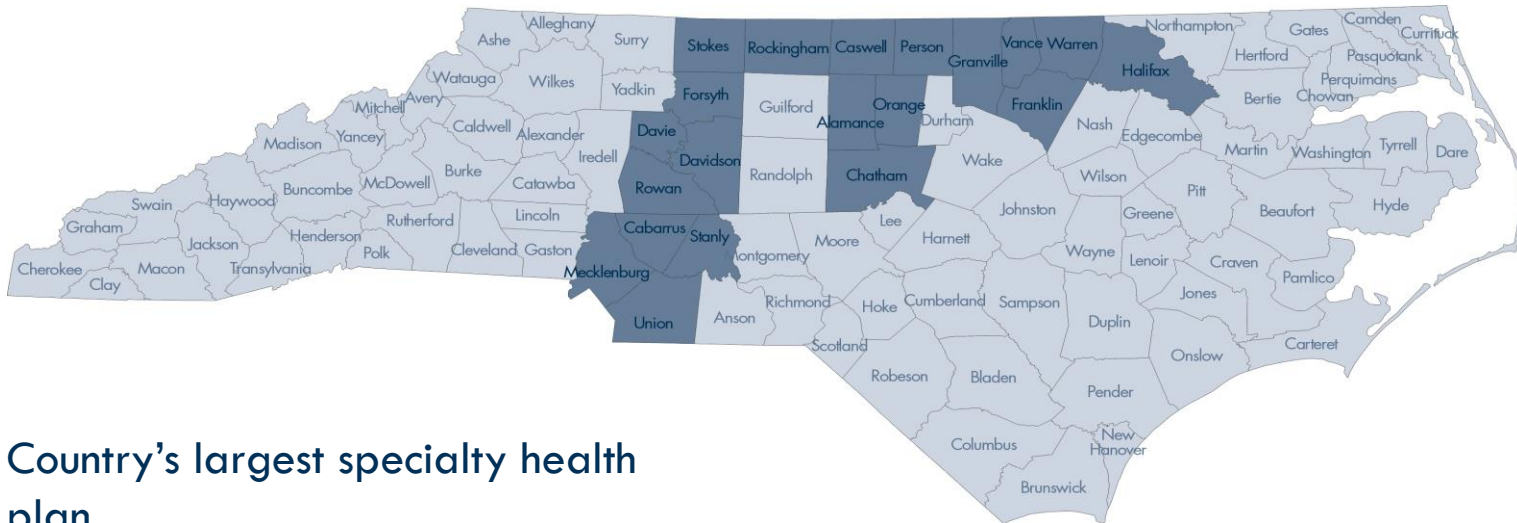 Alleghany
Ashe
Surry
Stokes
Rockingham
Caswell
Person
Vance
Warren
Granville
Northampton
Gates
Camden
Currituck
Hertford
Pasquotank
Halifax
Perquimans
Watauga
Wilkes
Yadkin
Forsyth
Guilford
Orange
Alamance
Durham
Franklin
Bertie
Chowan
Mitchell
Avery
Caldwell
Alexander
Davie
Nash
Edgecombe
Madison
Yancey
Iredell
Davidson
Wake
Martin
Washington
Tyrrell
Dare
Burke
Randolph
Chatham
Wilson
Buncombe
McDowell
Catawba
Rowan
Pitt
Swain
Haywood
Rutherford
Lincoln
Lee
Johnston
Greene
Beaufort
Hyde
Graham
Jackson
Henderson
Polk
Cleveland
Gaston
Cabarrus
Stanly
Montgomery
Moore
Harnett
Wayne
Lenoir
Craven
Cherokee
Macon
Transylvania
Mecklenburg
Pamlico
Clay
Richmond
Hoke
Cumberland
Sampson
Jones
Union
Anson
Duplin
Scotland
Onslow
Carteret
Robeson
Bladen
Pender
Columbus
New
Hanover
Brunswick
Country's largest specialty health
plan